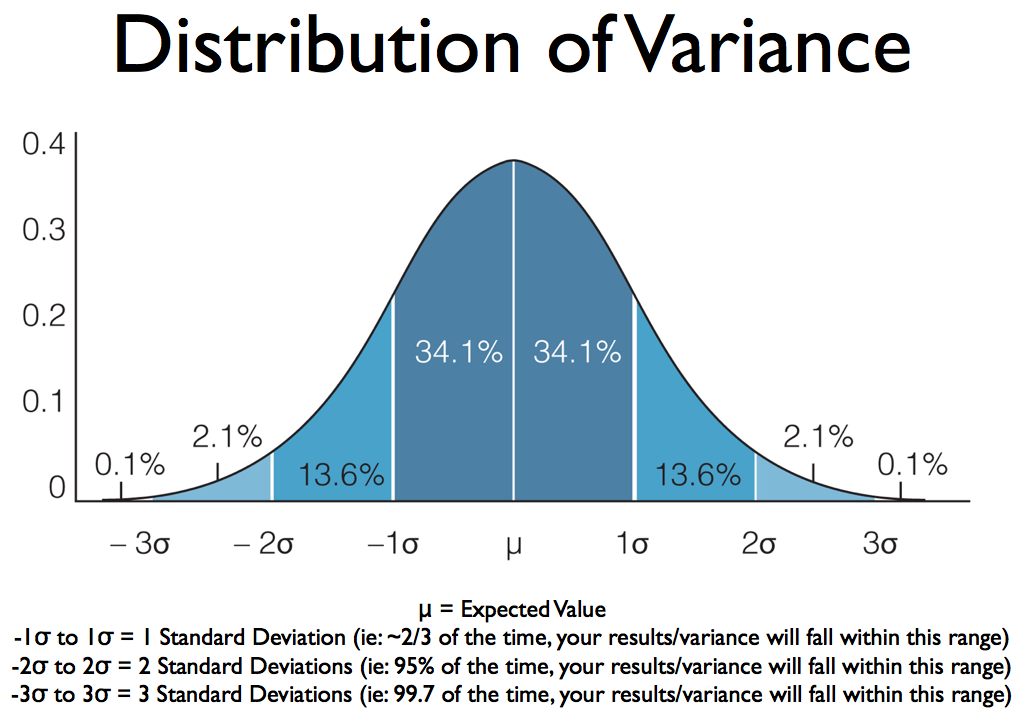 Distribution of Variance
0.4
0.3
0.2
0.1
0
34.1% 34.1%
2.1% 2.1%
0.1% 0.1%
13.6% 13.6%
– 3σ – 2σ –1σ μ 1σ 2σ 3σ
μ = Expected Value
-1σ to 1σ = 1 Standard Deviation (ie: ~2/3 of the time, your results/variance will fall within this range)
-2σ to 2σ = 2 Standard Deviations (ie: 95% of the time, your results/variance will fall within this range)
-3σ to 3σ = 3 Standard Deviations (ie: 99.7 of the time, your results/variance will fall within this range)